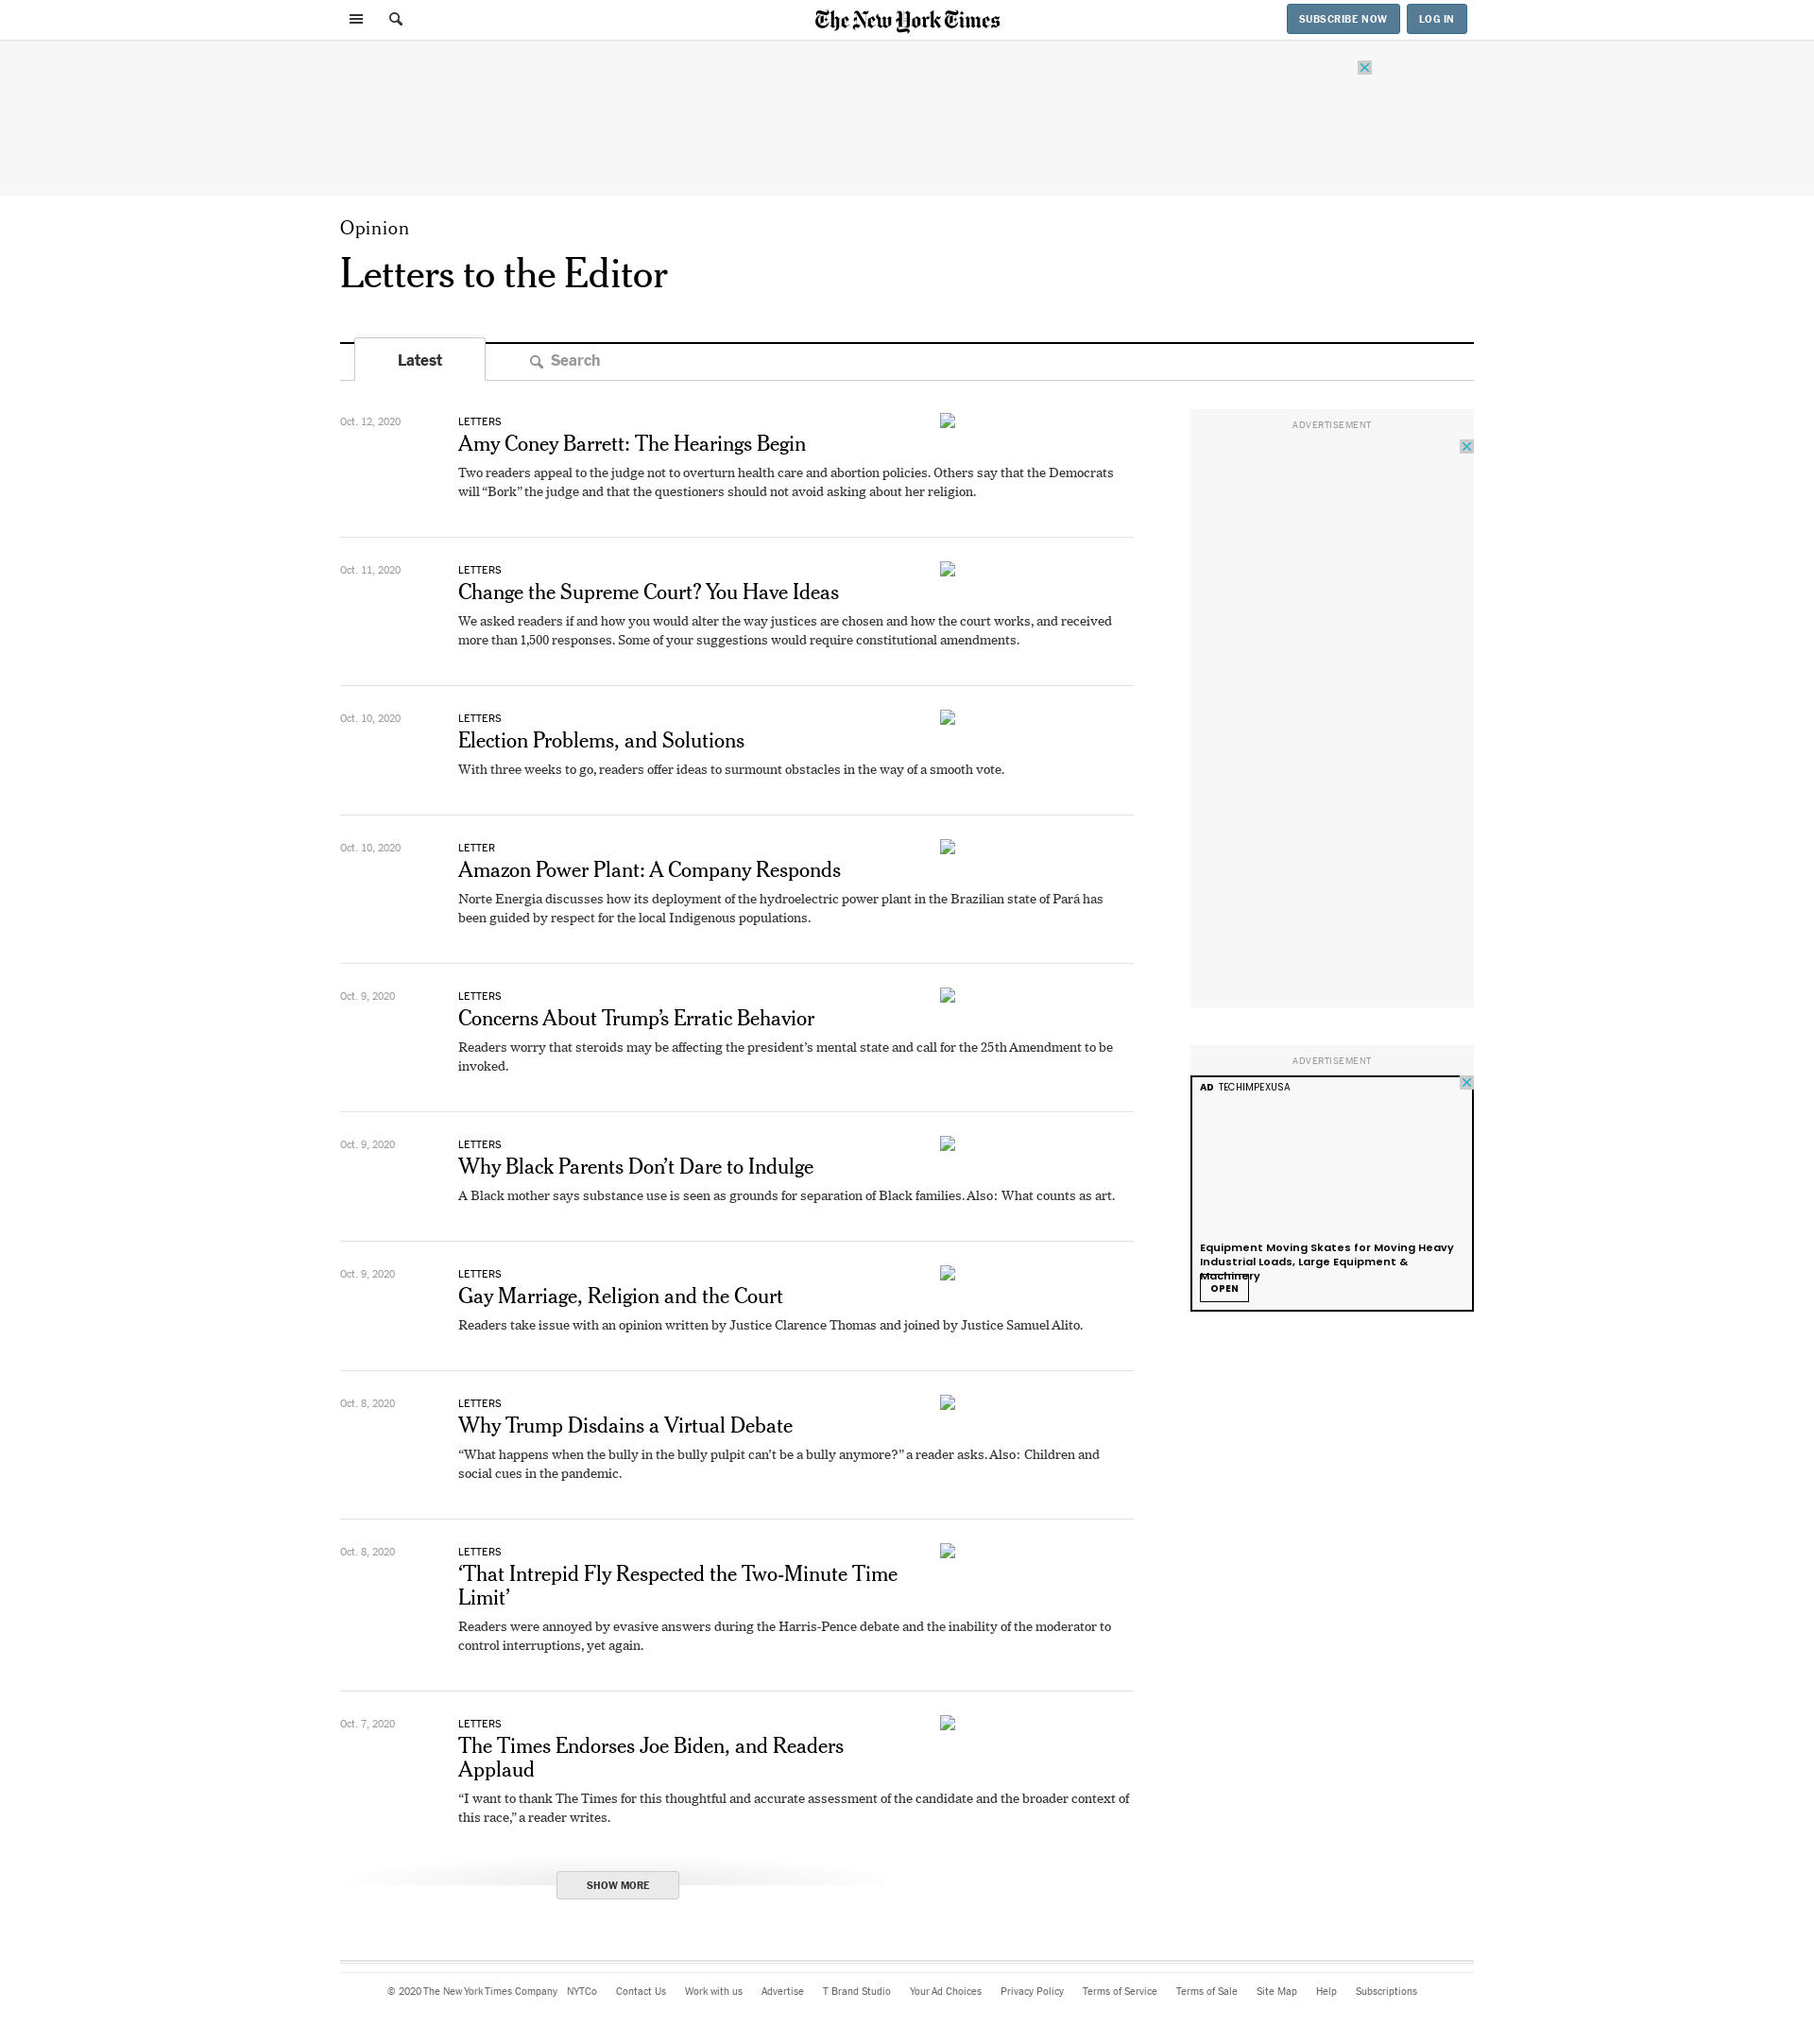 The New York Times
SUBSCRIBE NOW
LOG IN
Opinion
Letters to the Editor
Latest
Search
Oct. 12, 2020
LETTERS
Amy Coney Barrett: The Hearings Begin
Two readers appeal to the judge not to overturn health care and abortion policies. Others say that the Democrats
will “Bork” the judge and that the questioners should not avoid asking about her religion.
Oct. 11, 2020
LETTERS
Change the Supreme Court? You Have Ideas
We asked readers if and how you would alter the way justices are chosen and how the court works, and received
more than 1,500 responses. Some of your suggestions would require constitutional amendments.
Oct. 10, 2020
LETTERS
Election Problems, and Solutions
With three weeks to go, readers offer ideas to surmount obstacles in the way of a smooth vote.
Oct. 10, 2020
LETTER
Amazon Power Plant: A Company Responds
Norte Energia discusses how its deployment of the hydroelectric power plant in the Brazilian state of Pará has
been guided by respect for the local Indigenous populations.
Oct. 9, 2020
LETTERS
Concerns About Trump’s Erratic Behavior
Readers worry that steroids may be affecting the president’s mental state and call for the 25th Amendment to be
invoked.
Oct. 9, 2020
LETTERS
Why Black Parents Don’t Dare to Indulge
A Black mother says substance use is seen as grounds for separation of Black families. Also: What counts as art.
Oct. 9, 2020
LETTERS
Gay Marriage, Religion and the Court
Readers take issue with an opinion written by Justice Clarence Thomas and joined by Justice Samuel Alito.
Oct. 8, 2020
LETTERS
Why Trump Disdains a Virtual Debate
“What happens when the bully in the bully pulpit can’t be a bully anymore?” a reader asks. Also: Children and
social cues in the pandemic.
Oct. 8, 2020
LETTERS
‘That Intrepid Fly Respected the Two-Minute Time
Limit’
Readers were annoyed by evasive answers during the Harris-Pence debate and the inability of the moderator to
control interruptions, yet again.
Oct. 7, 2020
LETTERS
The Times Endorses Joe Biden, and Readers
Applaud
“I want to thank The Times for this thoughtful and accurate assessment of the candidate and the broader context of
this race,” a reader writes.
SHOW MORE
ADVERTISEMENT
ADVERTISEMENT
AD TECHIMPEXUSA
Equipment Moving Skates for Moving Heavy
Industrial Loads, Large Equipment &
Machinery
OPEN
© 2020 The New York Times Company NYTCo Contact Us Work with us Advertise T Brand Studio Your Ad Choices Privacy Policy Terms of Service Terms of Sale Site Map Help Subscriptions